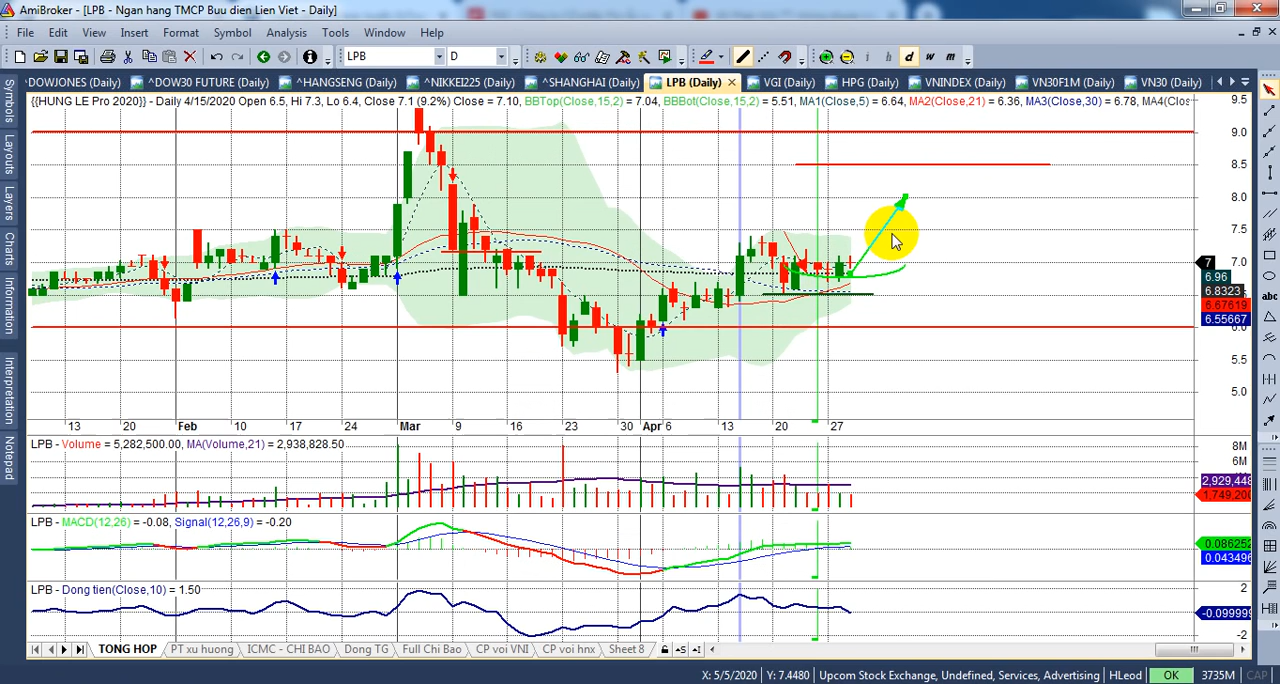 AmiBroker - [LPB - Ngan hang TMCP Buu dien Lien Viet - Daily]
File Edit View Insert Format Symbol Analysis Tools Window Help
LPB D i h d w m
DOWJONES (Daily) ^DOW30 FUTURE (Daily) ^HANGSENG (Daily) ^NIKKEI225 (Daily) ^SHANGHAI (Daily) LPB (Daily) VGI (Daily) HPG (Daily) VNINDEX (Daily) VN30F1M (Daily) VN30 (Daily)
{{HUNG LE Pro 2020}} - Daily 4/15/2020 Open 6.5, Hi 7.3, Lo 6.4, Close 7.1 (9.2%) Close = 7.10, BBTop(Close,15,2) = 7.04, BBBot(Close,15,2) = 5.51, MA1(Close,5) = 6.64, MA2(Close,21) = 6.36, MA3(Close,30) = 6.78, MA4(Clos
Symbols
Layouts
Layers
Charts
Information
Interpretation
Notepad
9.5
9.0
8.5
8.0
7.5
7.0
7
6.96
6.8323
6.67619
6.55667
6.0
5.5
5.0
abc
13 20 Feb 10 17 24 Mar 9 16 23 30 Apr 6 13 20 27
LPB - Volume = 5,282,500.00, MA(Volume,21) = 2,938,828.50
8M
6M
2,929,448
1,749,200
LPB - MACD(12,26) = -0.08, Signal(12,26,9) = -0.20
0.086252
0.043496
LPB - Dong tien(Close,10) = 1.50
2
-0.099999
-2
TONG HOP PT xu huong ICMC - CHI BAO Dong TG Full Chi Bao CP voi VNI CP voi hnx Sheet 8
X: 5/5/2020 Y: 7.4480 Upcom Stock Exchange, Undefined, Services, Advertising HLeod OK 3735M CAP